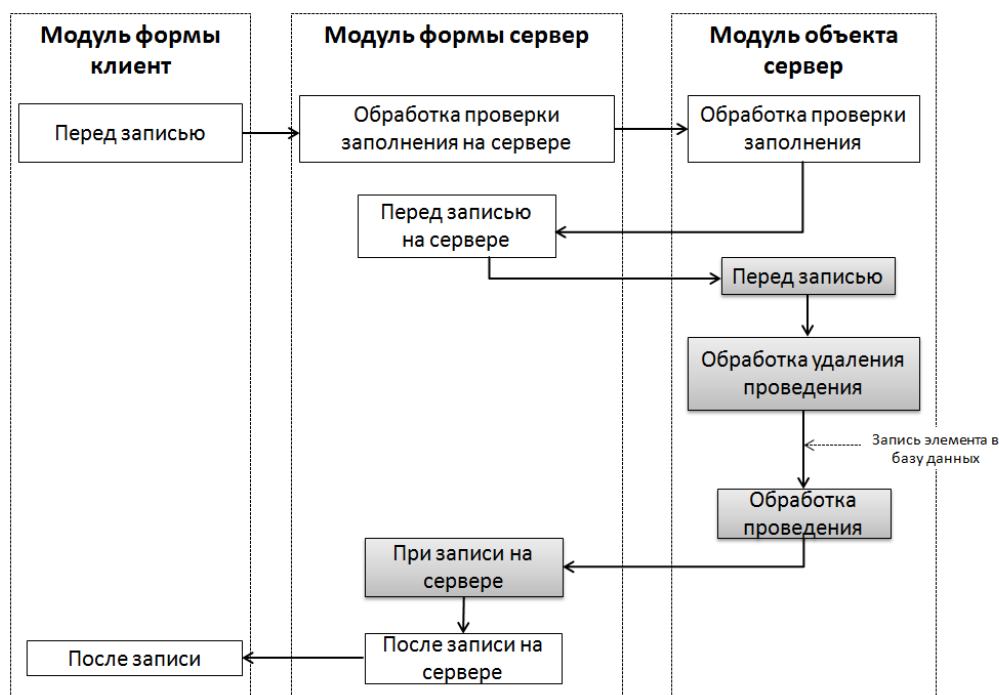 Модуль формы
клиент
Модуль формы сервер
Модуль объекта
сервер
Перед записью
Обработка проверки
заполнения на сервере
Обработка проверки
заполнения
Перед записью
на сервере
Перед записью
Обработка удаления
проведения
Запись элемента в
базу данных
Обработка
проведения
При записи на
сервере
После записи на
сервере
После записи